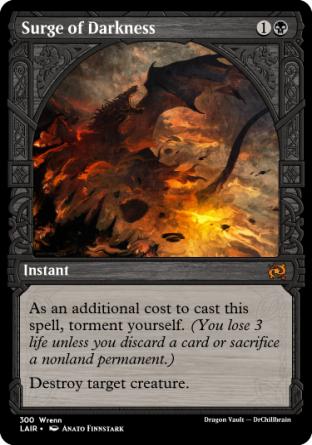 Surge of Darkness 1
Instant
As an additional cost to cast this
spell, torment yourself. (You lose 3
life unless you discard a card or sacrifice
a nonland permanent.)
Destroy target creature.
300 Wrenn
LAIR • Anato Finnstark
Dragon Vault — DrChillbrain